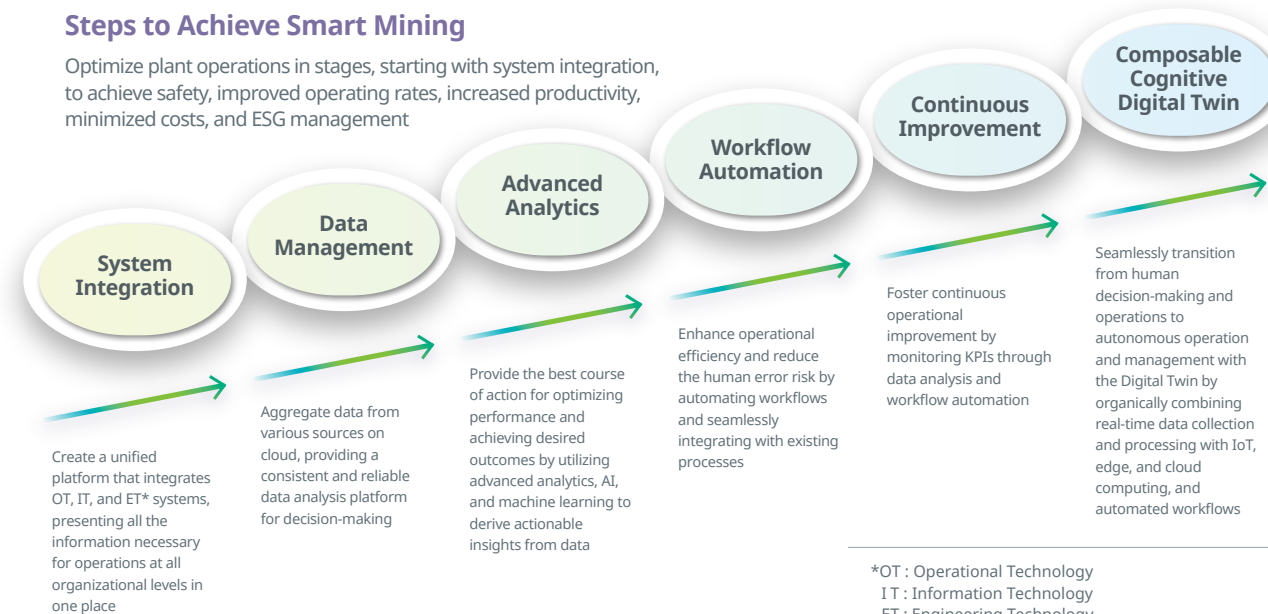 Steps to Achieve Smart Mining
Optimize plant operations in stages, starting with system integration,
to achieve safety, improved operating rates, increased productivity,
minimized costs, and ESG management
System
Integration
Create a unified
platform that integrates
OT, IT, and ET* systems,
presenting all the
information necessary
for operations at all
organizational levels in
one place
Data
Management
Aggregate data from
various sources on
cloud, providing a
consistent and reliable
data analysis platform
for decision-making
Advanced
Analytics
Provide the best course
of action for optimizing
performance and
achieving desired
outcomes by utilizing
advanced analytics, AI,
and machine learning to
derive actionable
insights from data
Workflow
Automation
Enhance operational
efficiency and reduce
the human error risk by
automating workflows
and seamlessly
integrating with existing
processes
Continuous
Improvement
Foster continuous
operational
improvement by
monitoring KPIs through
data analysis and
workflow automation
Composable
Cognitive
Digital Twin
Seamlessly transition
from human
decision-making and
operations to
autonomous operation
and management with
the Digital Twin by
organically combining
real-time data collection
and processing with IoT,
edge, and cloud
computing, and
automated workflows
*OT : Operational Technology
I T : Information Technology
ET : Engineering Technology